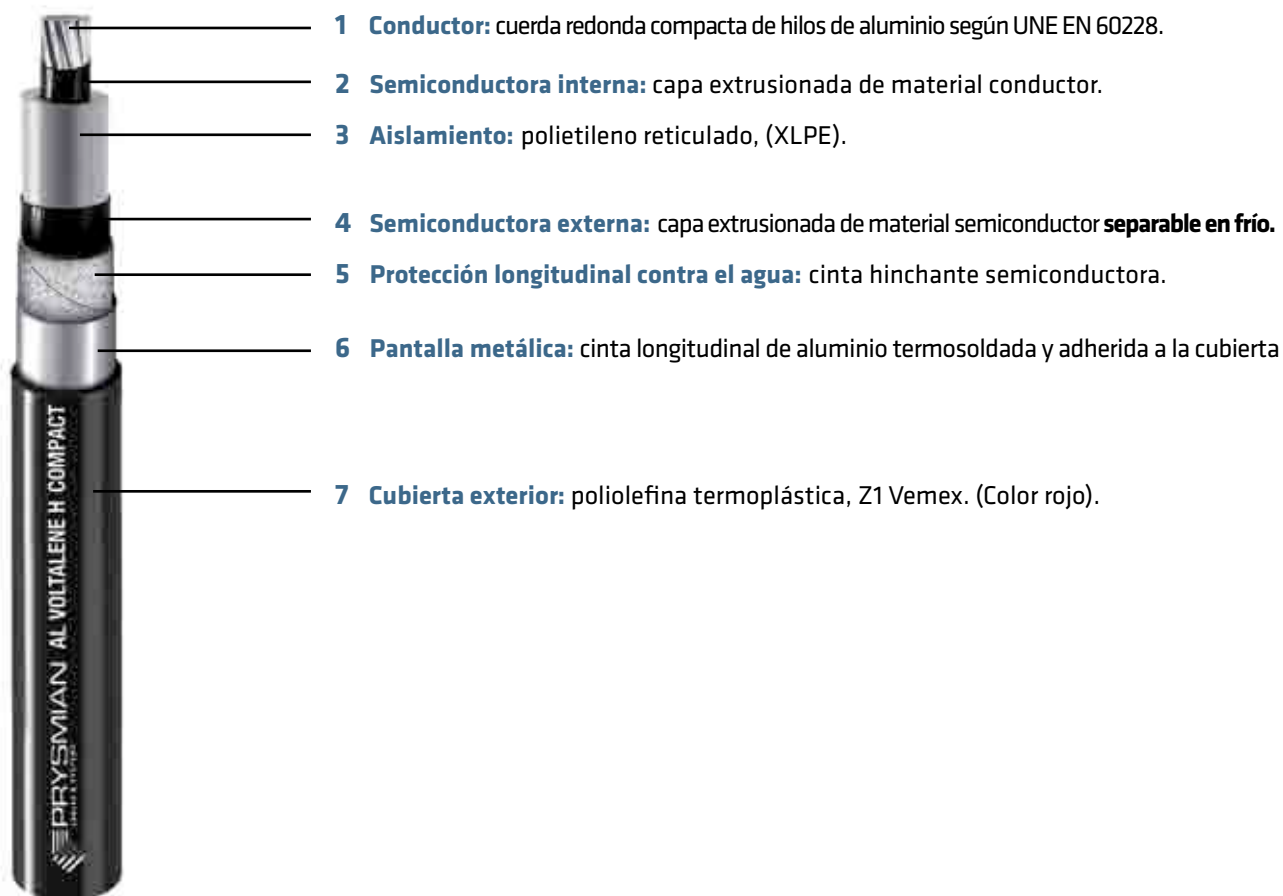 1 Conductor: cuerda redonda compacta de hilos de aluminio según UNE EN 60228.
2 Semiconductora interna: capa extrusionada de material conductor.
3 Aislamiento: polietileno reticulado, (XLPE).
4 Semiconductora externa: capa extrusionada de material semiconductor separable en frío.
5 Protección longitudinal contra el agua: cinta hinchante semiconductora.
6 Pantalla metálica: cinta longitudinal de aluminio termosoldada y adherida a la cubierta
7 Cubierta exterior: poliolefina termoplástica, Z1 Vemex. (Color rojo).
PRYSMIAN AL VOLTALENE H COMPACT